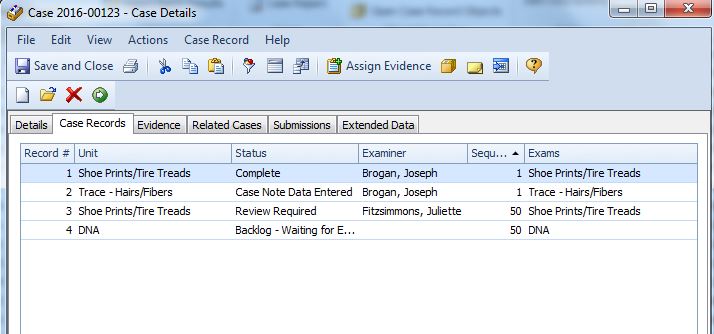 Case 2016-00123 - Case Details
File Edit View Actions Case Record Help
Save and Close Assign Evidence
Details Case Records Evidence Related Cases Submissions Extended Data
Record # Unit Status Examiner Sequ... Exams
1 Shoe Prints/Tire Treads Complete Brogan, Joseph 1 Shoe Prints/Tire Treads
2 Trace - Hairs/Fibers Case Note Data Entered Brogan, Joseph 1 Trace - Hairs/Fibers
3 Shoe Prints/Tire Treads Review Required Fitzsimmons, Juliette 50 Shoe Prints/Tire Treads
4 DNA Backlog - Waiting for E... 50 DNA